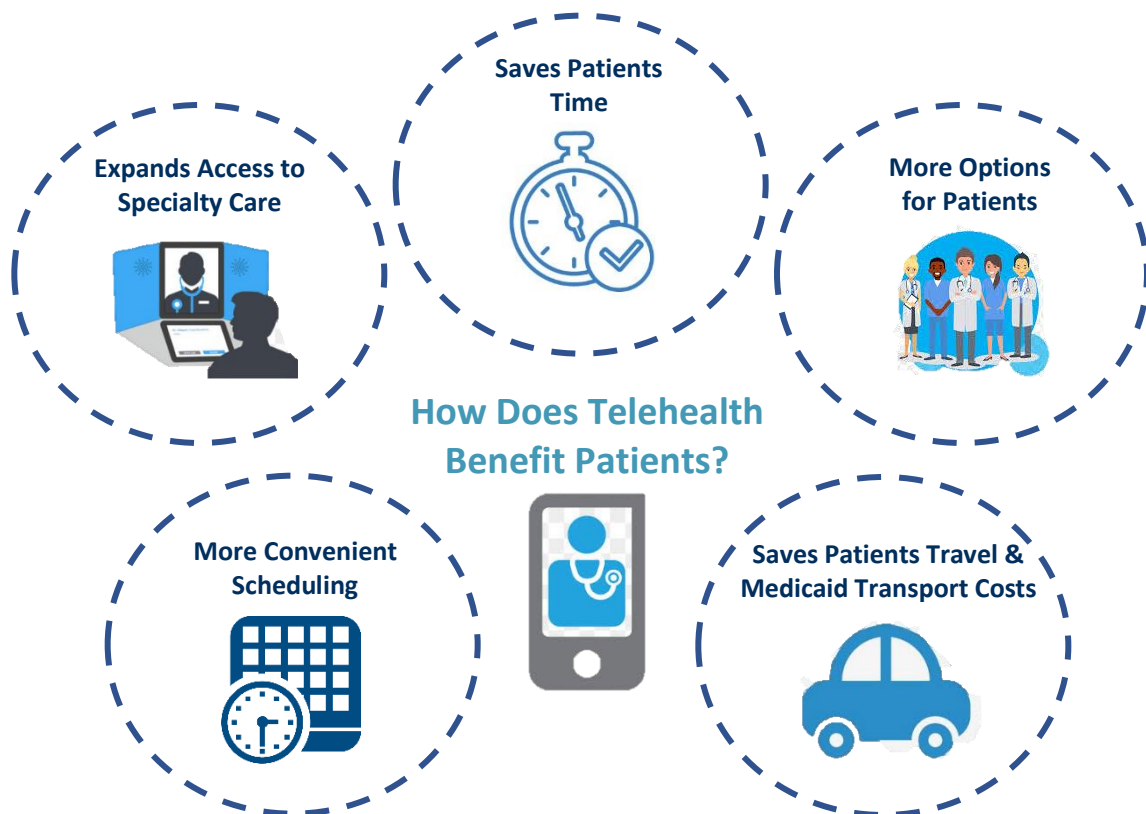 Saves Patients
Time
Expands Access to
Specialty Care
More Options
for Patients
How Does Telehealth
Benefit Patients?
More Convenient
Scheduling
Saves Patients Travel &
Medicaid Transport Costs